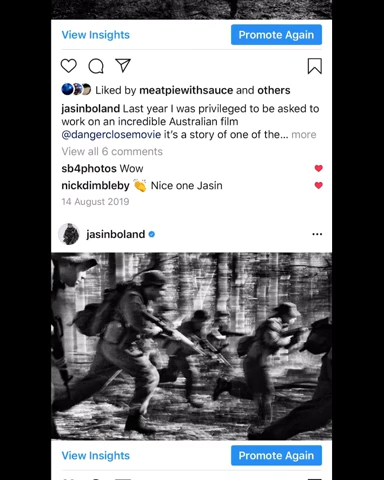 View Insights
Promote Again
Liked by meatpiewithsauce and others
jasinboland Last year I was privileged to be asked to
work on an incredible Australian film
@dangerclosemovie it's a story of one of the... more
View all 6 comments
sb4photos Wow
nickdimbleby 👏 Nice one Jasin
14 August 2019
jasinboland
View Insights
Promote Again